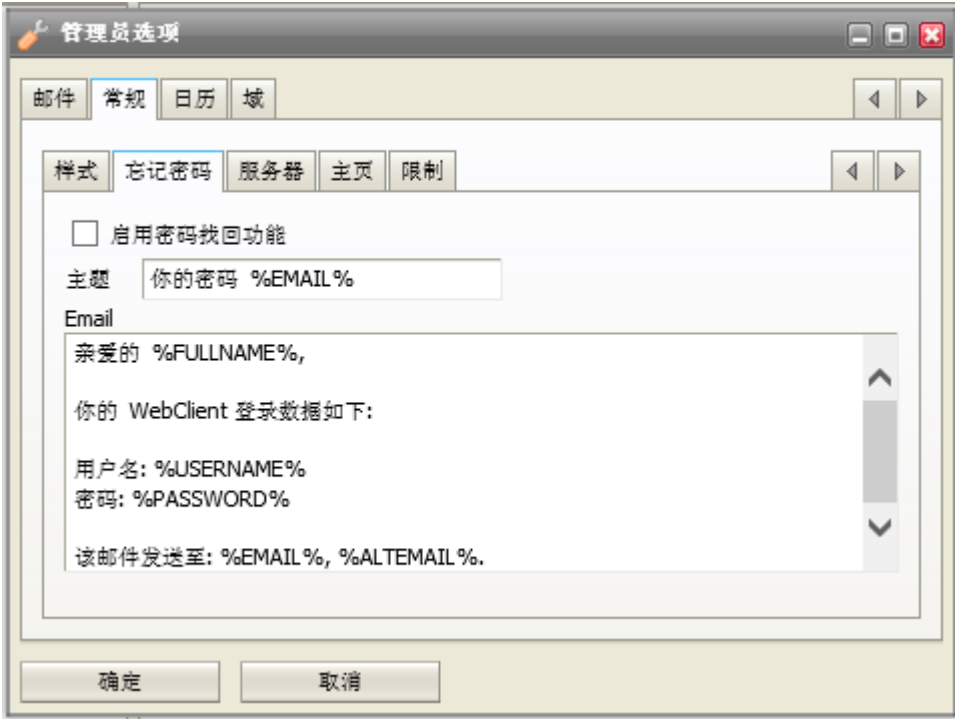 管理员选项
邮件 常规 日历 域
样式 忘记密码 服务器 主页 限制
启用密码找回功能
主题 你的密码 %EMAIL%
Email
亲爱的 %FULLNAME%,
你的 WebClient 登录数据如下:
用户名: %USERNAME%
密码: %PASSWORD%
该邮件发送至: %EMAIL%, %ALTEMAIL%.
确定 取消